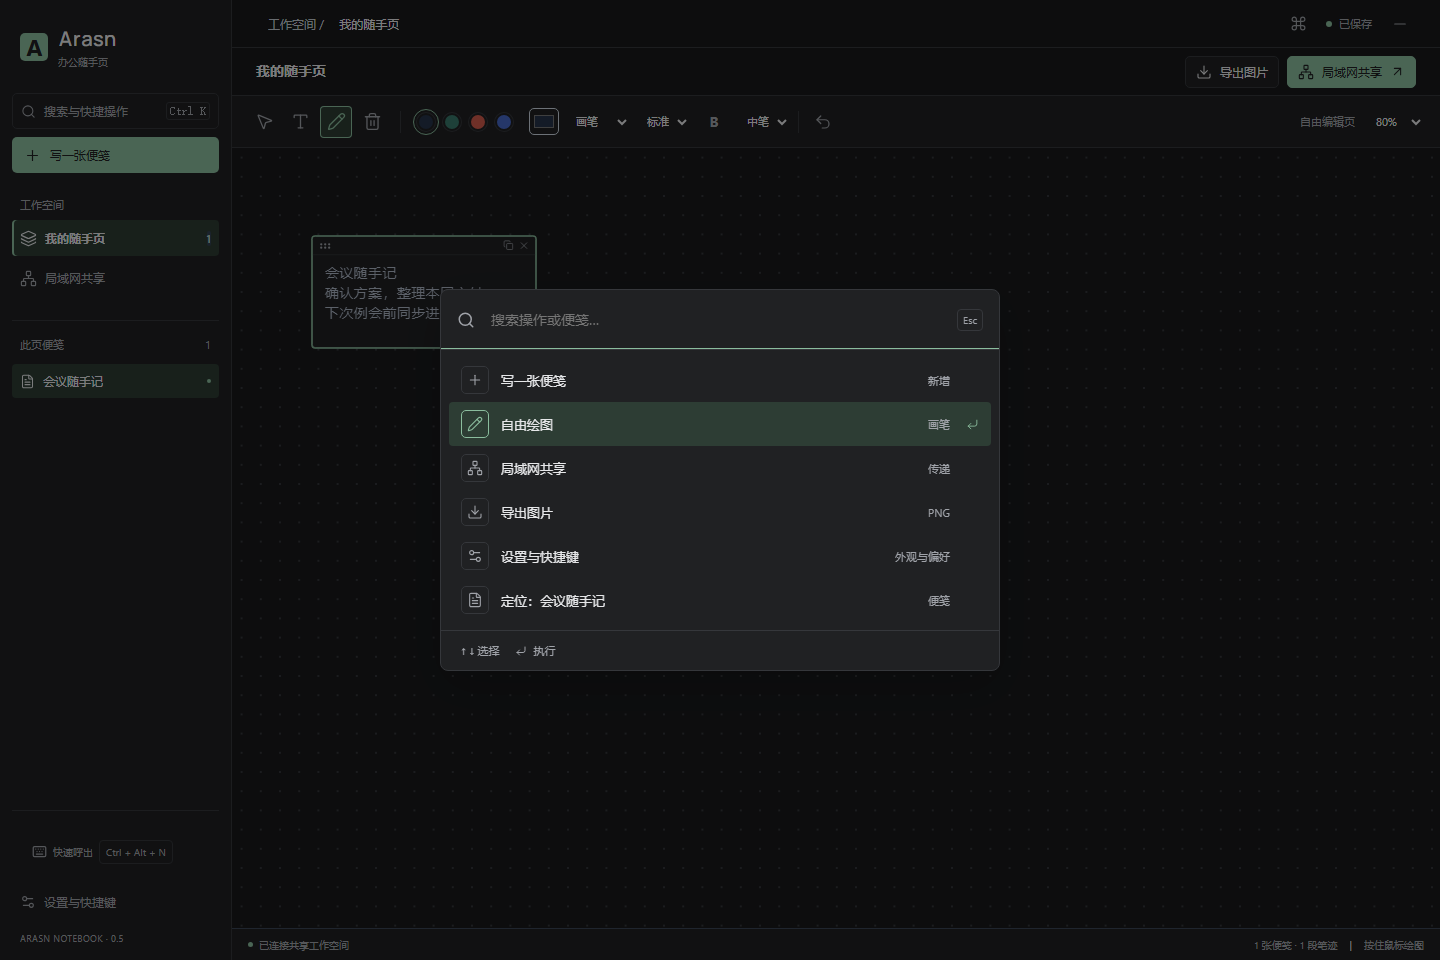 Arasn
办公随手页
搜索与快捷操作 Ctrl K
写一张便笺
工作空间
我的随手页 1
局域网共享
此页便笺 1
会议随手记
快速呼出 Ctrl + Alt + N
设置与快捷键
ARASN NOTEBOOK · 0.5
工作空间 / 我的随手页
已保存
我的随手页
导出图片
局域网共享
画笔
标准
B
中笔
自由编辑页
80%
会议随手记
确认方案，整理本
下次例会前同步进
搜索操作或便笺...
Esc
写一张便笺 新增
自由绘图 画笔
局域网共享 传递
导出图片 PNG
设置与快捷键 外观与偏好
定位：会议随手记 便笺
↑↓选择 执行
已连接共享工作空间
1 张便笺 · 1 段笔迹 | 按住鼠标绘图